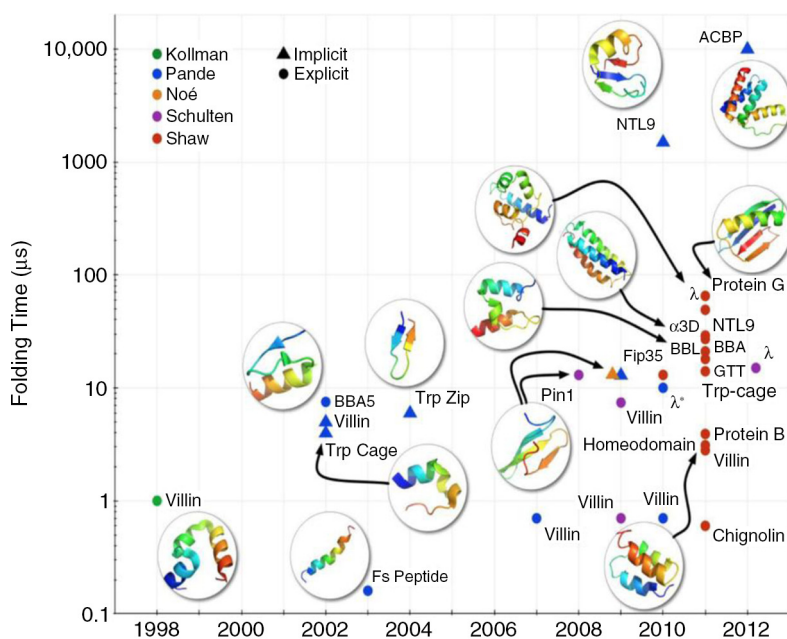 10,000
1000
100
10
1
0.1
Folding Time (µs)
1998
2000
2002
2004
2006
2008
2010
2012
Kollman
Pande
Noé
Schulten
Shaw
Implicit
Explicit
ACBP
NTL9
Protein G
λ
α3D
NTL9
BBL
BBA
λ
GTT
Fip35
Trp-cage
λ*
Pin1
Villin
BBA5
Villin
Trp Cage
Trp Zip
Homeodomain
Protein B
Villin
Villin
Villin
Villin
Villin
Chignolin
Fs Peptide